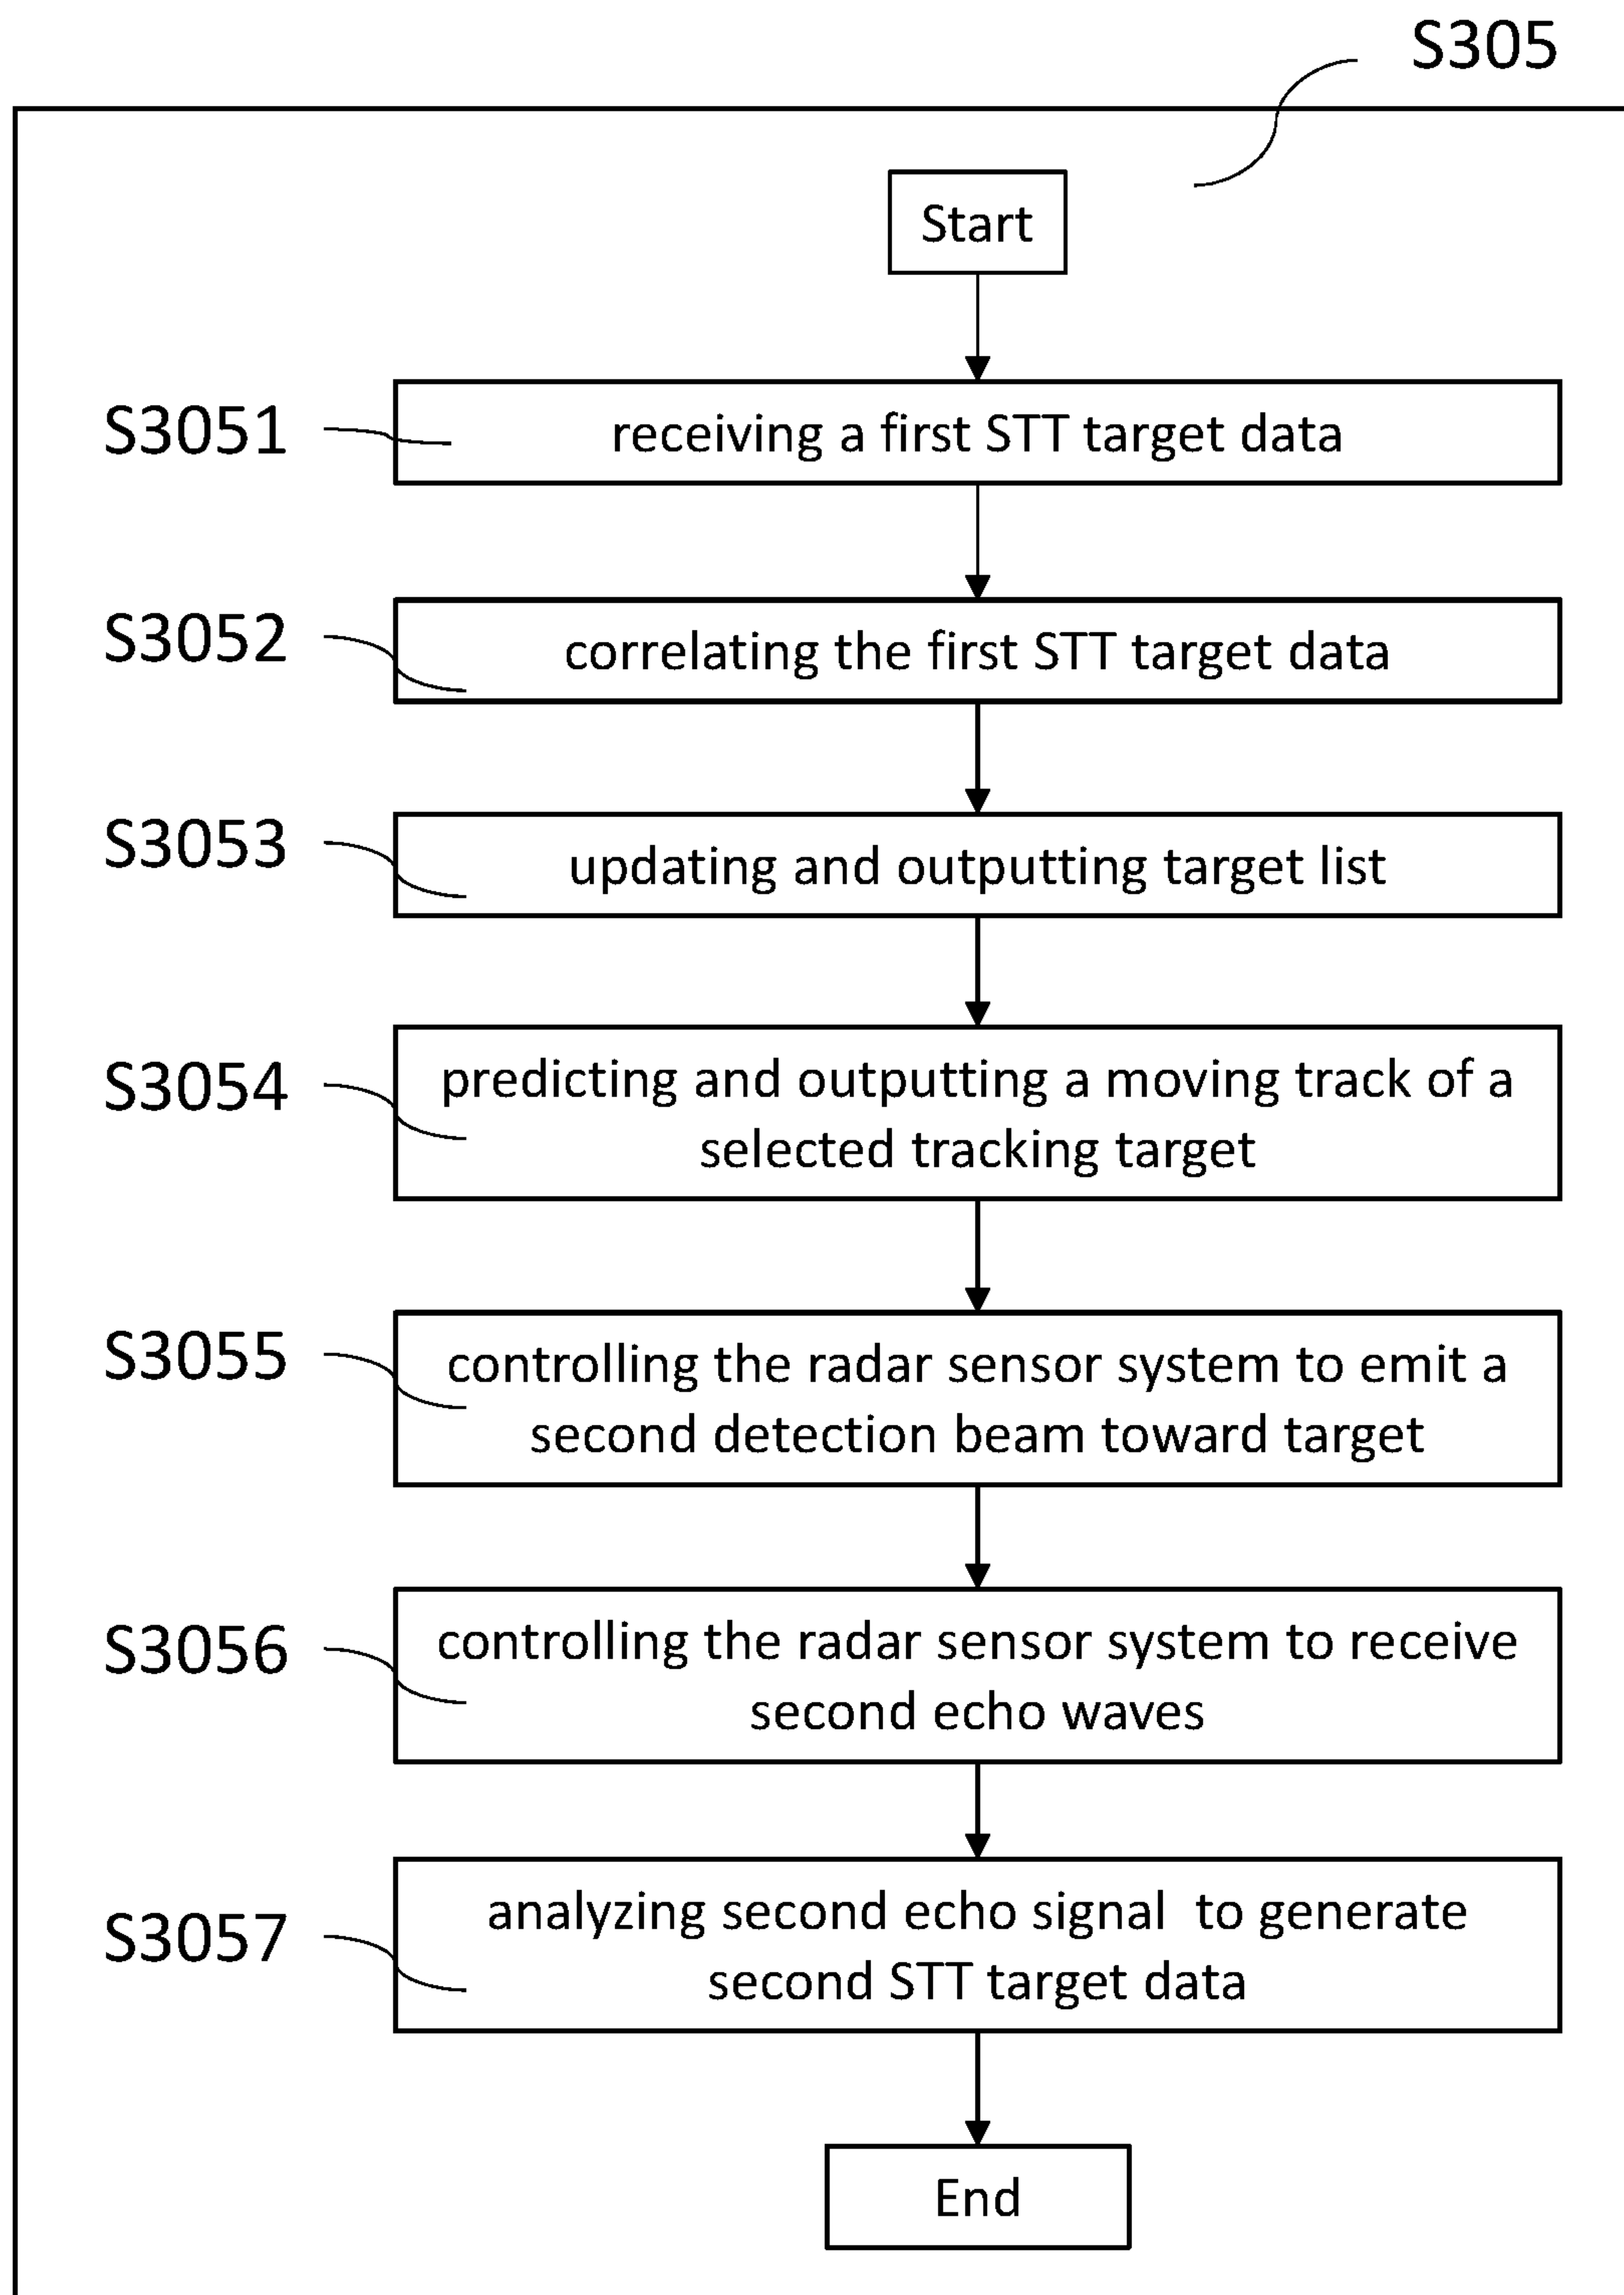 S305
Start
S3051
receiving a first STT target data
S3052
correlating the first STT target data
S3053
updating and outputting target list
S3054
predicting and outputting a moving track of a
selected tracking target
S3055
controlling the radar sensor system to emit a
second detection beam toward target
S3056
controlling the radar sensor system to receive
second echo waves
S3057
analyzing second echo signal  to generate
second STT target data
End